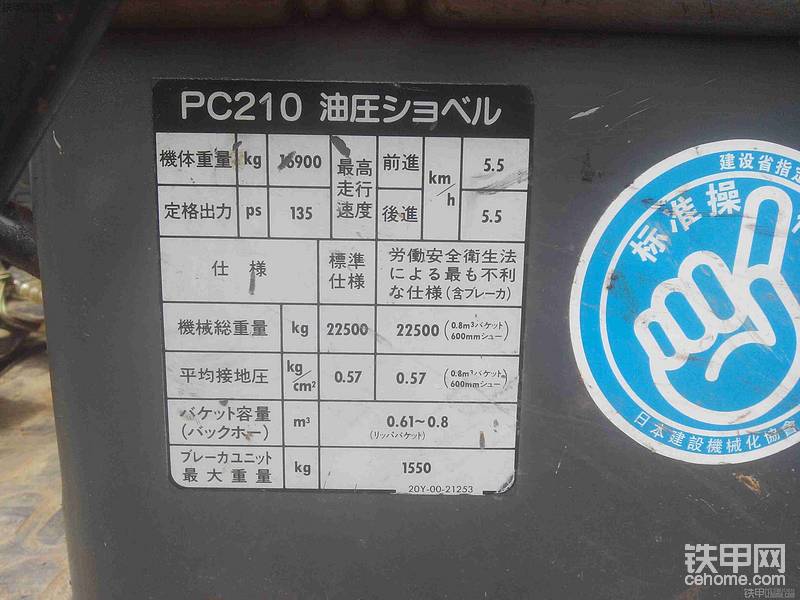 PC210 油圧ショベル
機体重量 kg 16900 最高走行速度 前進 km/h 5.5
定格出力 ps 135 後進 5.5
仕様 標準仕様 労働安全衛生法による最も不利な仕様(含ブレーカ)
機械総重量 kg 22500 22500 (0.8m³バケット 600mmシュー)
平均接地圧 kg/cm² 0.57 0.57 (0.8m³バケット 600mmシュー)
バケット容量(バックホー) m³ 0.61~0.8 (リッパバケット)
ブレーカユニット最大重量 kg 1550
20Y-00-21253
建设省指定
标准操
日本建設機械化協會
铁甲网
cehome.com